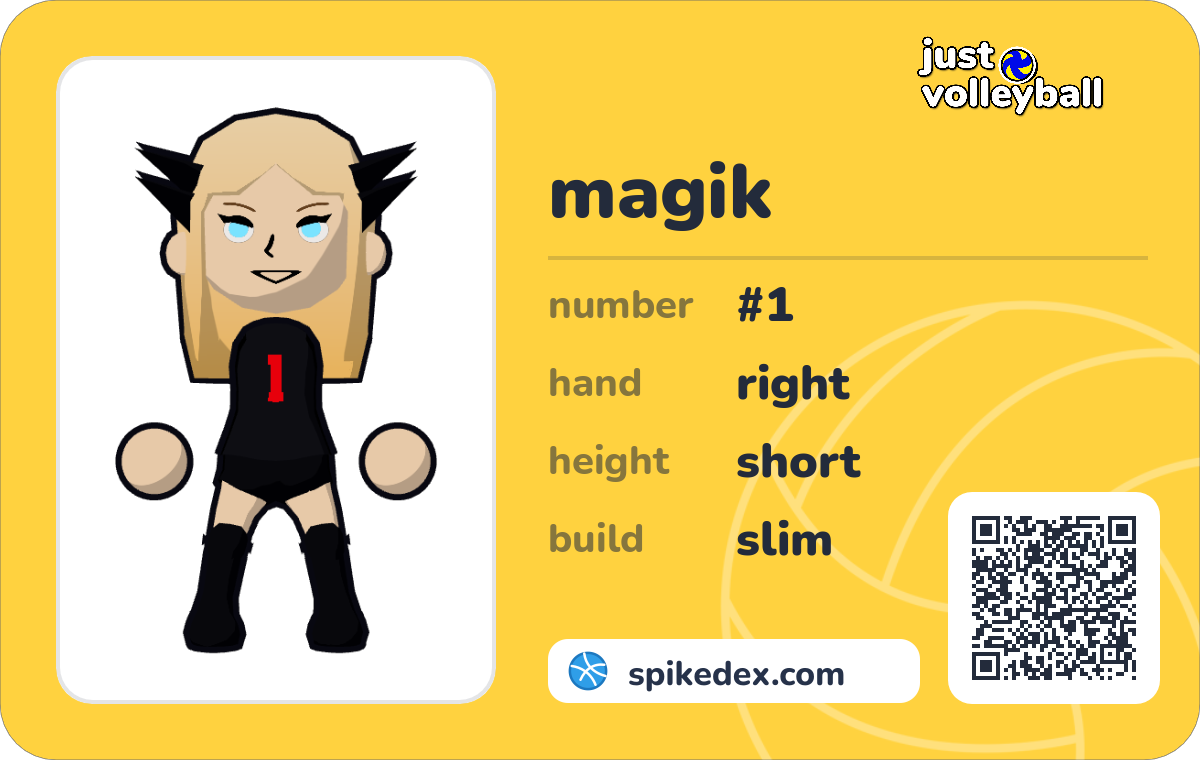 just
volleyball
magik
number #1
hand right
height short
build slim
1
spikedex.com